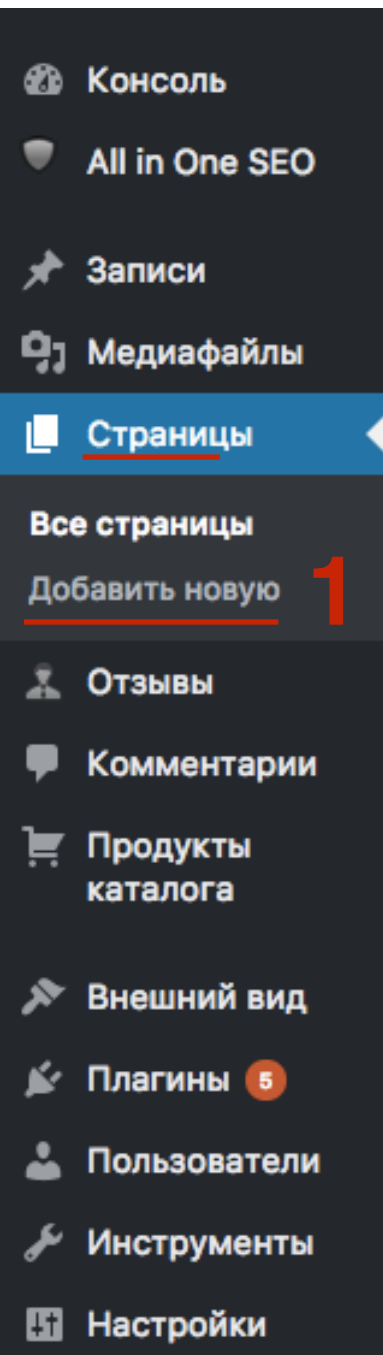 Консоль
All in One SEO
Записи
Медиафайлы
Страницы
Все страницы
Добавить новую 1
Отзывы
Комментарии
Продукты
каталога
Внешний вид
Плагины 5
Пользователи
Инструменты
Настройки